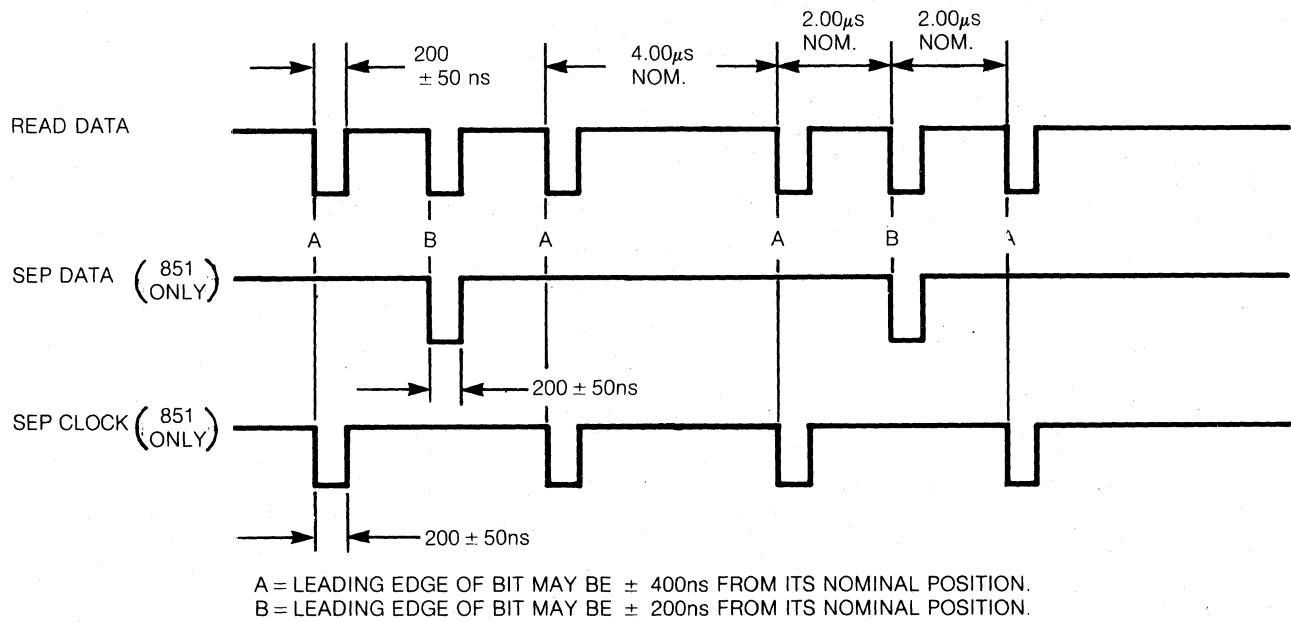 2.00µs
NOM.
2.00µs
NOM.
200
± 50 ns
4.00µs
NOM.
READ DATA
A B A A B A
SEP DATA (851 ONLY)
200 ± 50ns
SEP CLOCK (851 ONLY)
200 ± 50ns
A = LEADING EDGE OF BIT MAY BE ± 400ns FROM ITS NOMINAL POSITION.
B = LEADING EDGE OF BIT MAY BE ± 200ns FROM ITS NOMINAL POSITION.